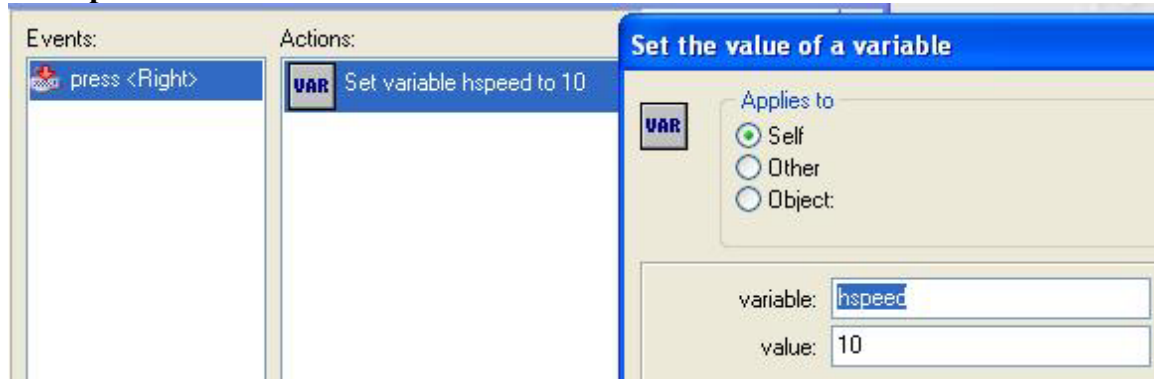 Events:
Actions:
press <Right>
VAR Set variable hspeed to 10
Set the value of a variable
VAR
Applies to
Self
Other
Object:
variable: hspeed
value: 10